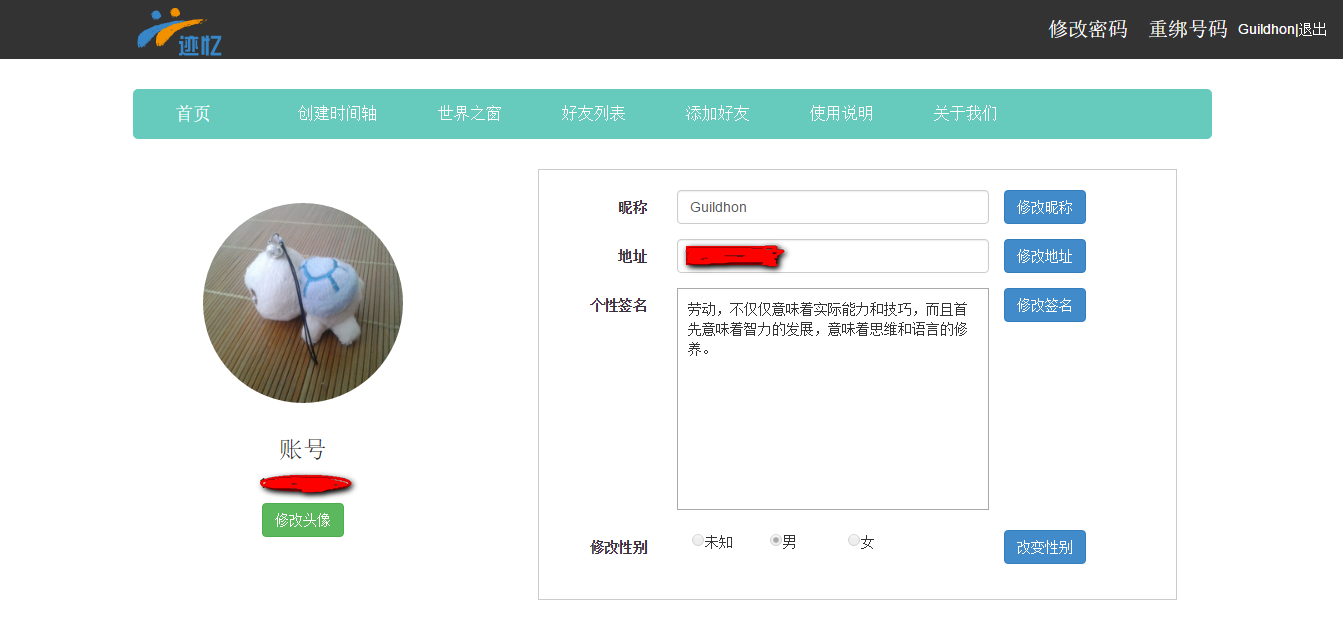 迹忆
修改密码 重绑号码 Guildhon|退出
首页 创建时间轴 世界之窗 好友列表 添加好友 使用说明 关于我们
昵称 Guildhon 修改昵称
地址 修改地址
个性签名 修改签名
劳动，不仅仅意味着实际能力和技巧，而且首
先意味着智力的发展，意味着思维和语言的修
养。
账号
修改头像
修改性别 未知 男 女 改变性别